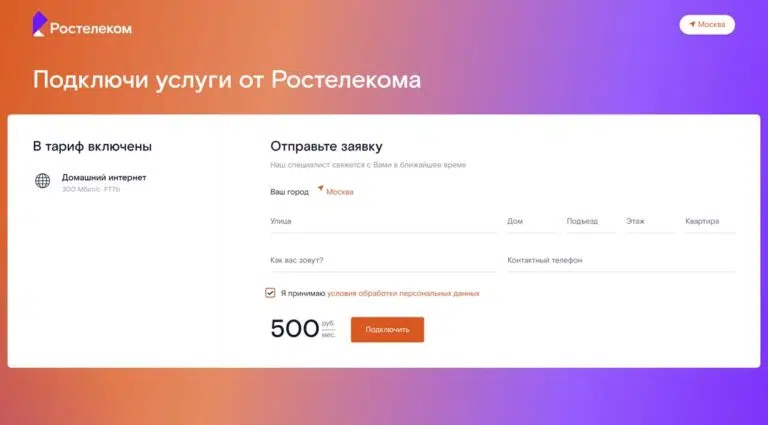 Ростелеком
Москва
Подключи услуги от Ростелекома
В тариф включены
Домашний интернет
300 Мбит/с FTTb
Отправьте заявку
Наш специалист свяжется с Вами в ближайшее время
Ваш город Москва
Улица Дом Подъезд Этаж Квартира
Как вас зовут? Контактный телефон
Я принимаю условия обработки персональных данных
500 руб. мес.
Подключить